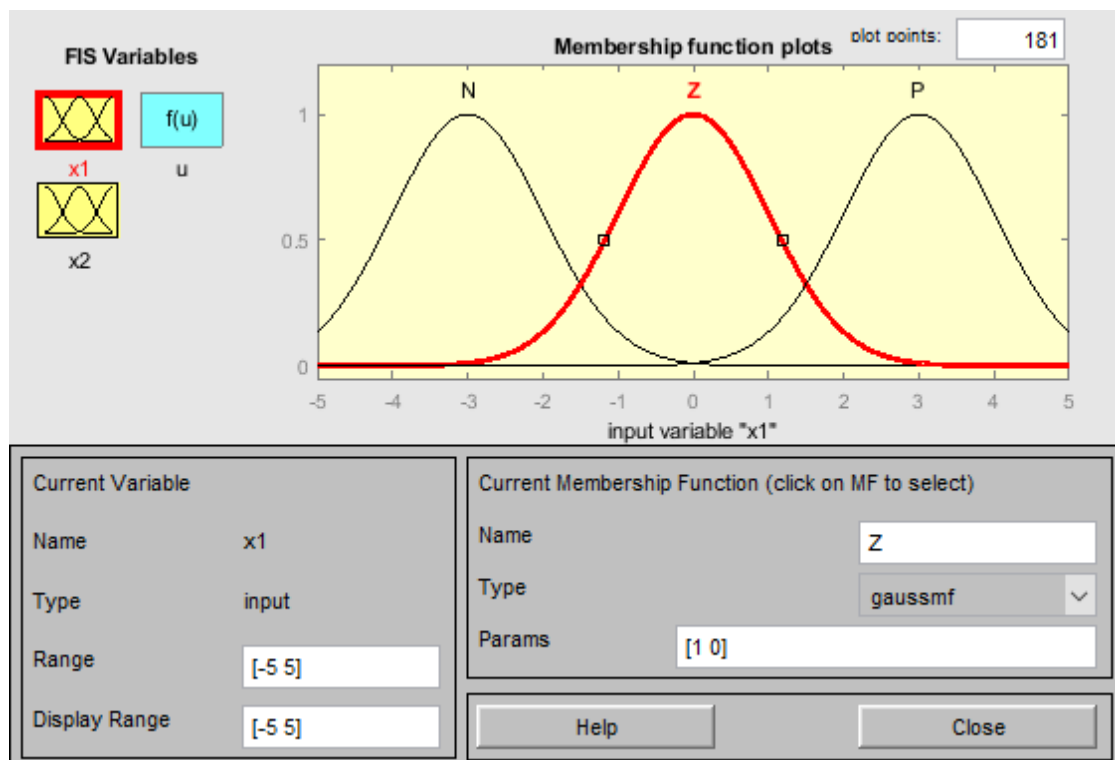 FIS Variables
f(u)
x1
u
x2
Membership function plots
plot points:
181
N
Z
P
1
0.5
0
-5 -4 -3 -2 -1 0 1 2 3 4 5
input variable "x1"
Current Variable
Name x1
Type input
Range [-5 5]
Display Range [-5 5]
Current Membership Function (click on MF to select)
Name Z
Type gaussmf
Params [1 0]
Help
Close